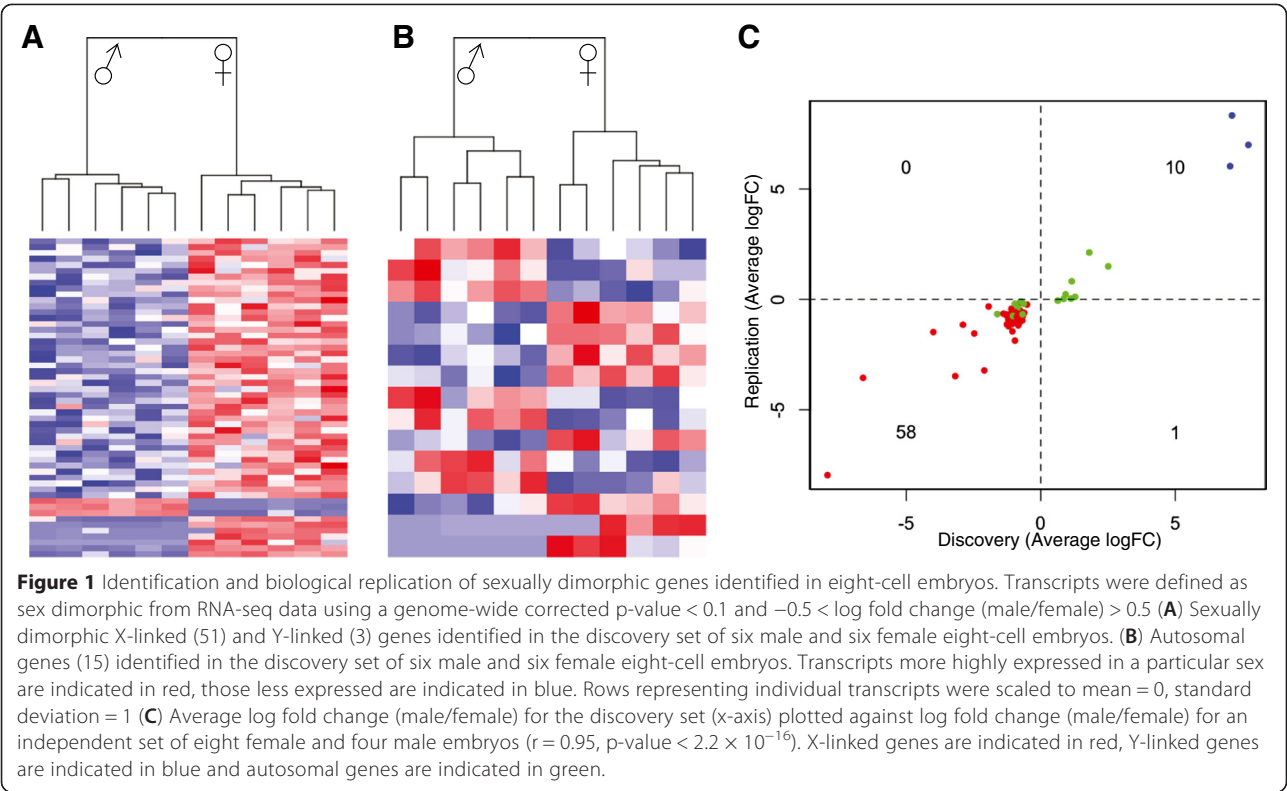 A
B
C
♂
♀
♂
♀
0
10
58
1
5
0
-5
-5
0
5
Replication (Average logFC)
Discovery (Average logFC)
Figure 1 Identification and biological replication of sexually dimorphic genes identified in eight-cell embryos. Transcripts were defined as
sex dimorphic from RNA-seq data using a genome-wide corrected p-value < 0.1 and −0.5 < log fold change (male/female) > 0.5 (A) Sexually
dimorphic X-linked (51) and Y-linked (3) genes identified in the discovery set of six male and six female eight-cell embryos. (B) Autosomal
genes (15) identified in the discovery set of six male and six female eight-cell embryos. Transcripts more highly expressed in a particular sex
are indicated in red, those less expressed are indicated in blue. Rows representing individual transcripts were scaled to mean = 0, standard
deviation = 1 (C) Average log fold change (male/female) for the discovery set (x-axis) plotted against log fold change (male/female) for an
independent set of eight female and four male embryos (r = 0.95, p-value < 2.2 × 10⁻¹⁶). X-linked genes are indicated in red, Y-linked genes
are indicated in blue and autosomal genes are indicated in green.